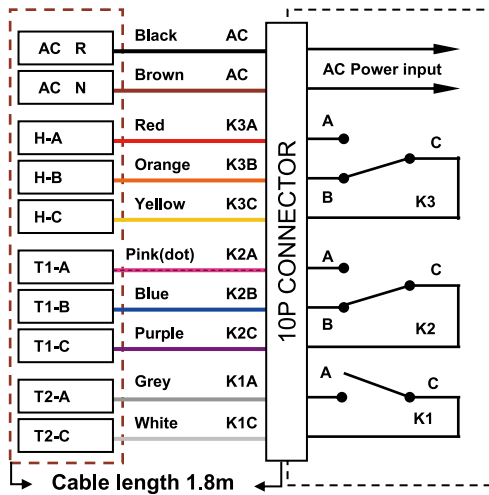 AC R Black AC
AC N Brown AC
AC Power input
H-A Red K3A
H-B Orange K3B
H-C Yellow K3C
A
B
C
K3
T1-A Pink(dot) K2A
T1-B Blue K2B
T1-C Purple K2C
A
B
C
K2
T2-A Grey K1A
T2-C White K1C
A
C
K1
10P CONNECTOR
Cable length 1.8m